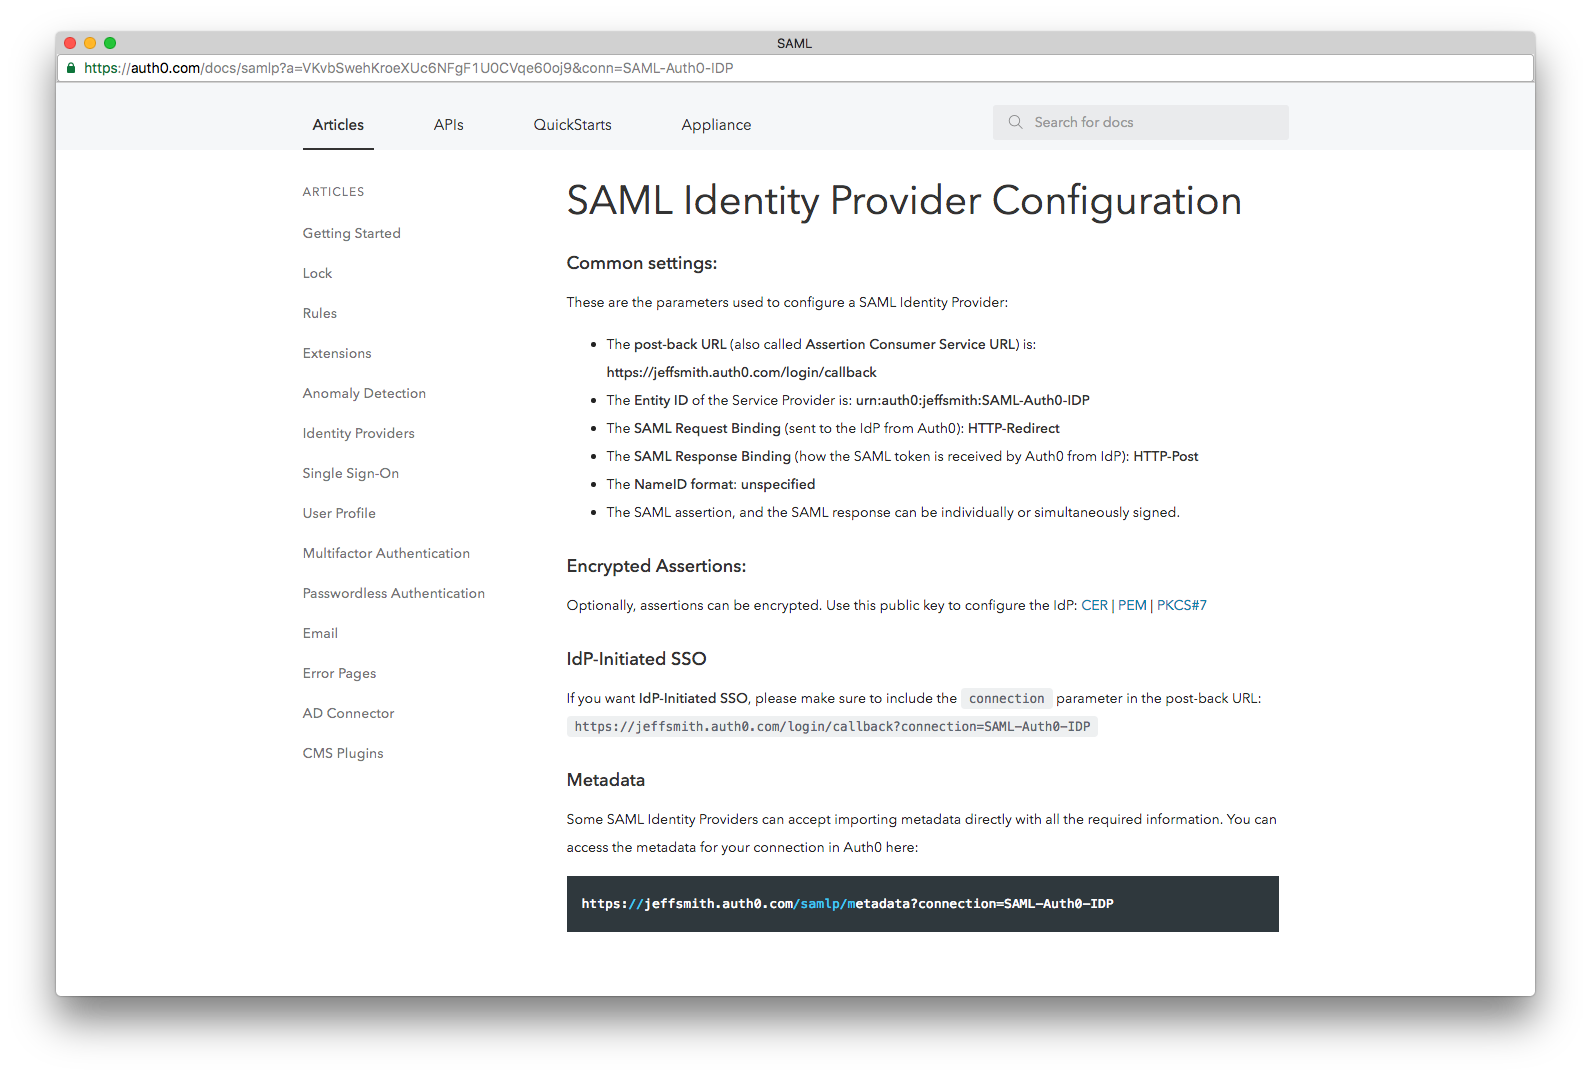 SAML
https://auth0.com/docs/samlp?a=VKvbSwehKroeXUc6NFgF1U0CVqe60oj9&conn=SAML-Auth0-IDP
Articles
APIs
QuickStarts
Appliance
Search for docs
ARTICLES
Getting Started
Lock
Rules
Extensions
Anomaly Detection
Identity Providers
Single Sign-On
User Profile
Multifactor Authentication
Passwordless Authentication
Email
Error Pages
AD Connector
CMS Plugins
SAML Identity Provider Configuration
Common settings:
These are the parameters used to configure a SAML Identity Provider:
• The post-back URL (also called Assertion Consumer Service URL) is:
https://jeffsmith.auth0.com/login/callback
• The Entity ID of the Service Provider is: urn:auth0:jeffsmith:SAML-Auth0-IDP
• The SAML Request Binding (sent to the IdP from Auth0): HTTP-Redirect
• The SAML Response Binding (how the SAML token is received by Auth0 from IdP): HTTP-Post
• The NameID format: unspecified
• The SAML assertion, and the SAML response can be individually or simultaneously signed.
Encrypted Assertions:
Optionally, assertions can be encrypted. Use this public key to configure the IdP: CER | PEM | PKCS#7
IdP-Initiated SSO
If you want IdP-Initiated SSO, please make sure to include the connection parameter in the post-back URL:
https://jeffsmith.auth0.com/login/callback?connection=SAML-Auth0-IDP
Metadata
Some SAML Identity Providers can accept importing metadata directly with all the required information. You can
access the metadata for your connection in Auth0 here:
https://jeffsmith.auth0.com/samlp/metadata?connection=SAML-Auth0-IDP